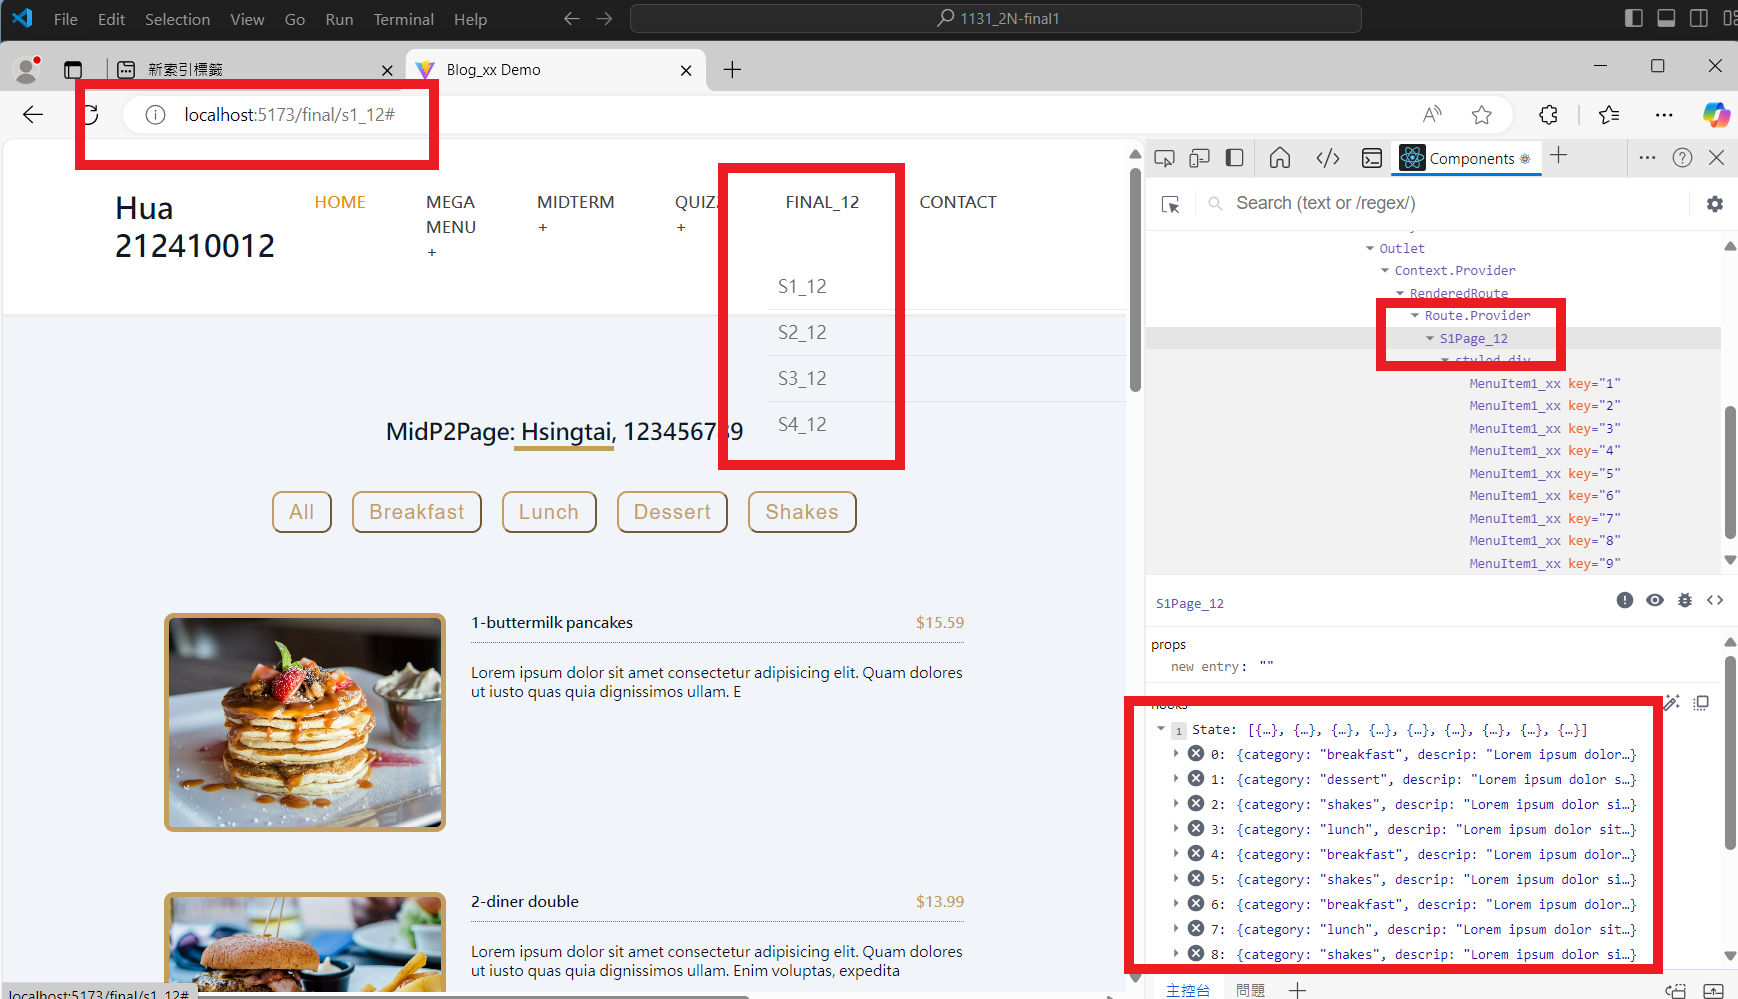 File Edit Selection View Go Run Terminal Help
1131_2N-final1
新索引標籤
Blog_xx Demo
localhost:5173/final/s1_12#
Hua
212410012
HOME
MEGA
MENU
+
MIDTERM
+
QUIZ
+
FINAL_12
CONTACT
S1_12
S2_12
S3_12
S4_12
MidP2Page: Hsingtai, 123456789
All
Breakfast
Lunch
Dessert
Shakes
1-buttermilk pancakes
$15.59
Lorem ipsum dolor sit amet consectetur adipisicing elit. Quam dolores
ut iusto quas quia dignissimos ullam. E
2-diner double
$13.99
Lorem ipsum dolor sit amet consectetur adipisicing elit. Quam dolores
ut iusto quas quia dignissimos ullam. Enim voluptas, expedita
localhost:5173/final/s1_12#
Components
Search (text or /regex/)
Outlet
Context.Provider
RenderedRoute
Route.Provider
S1Page_12
styled.div
MenuItem1_xx key="1"
MenuItem1_xx key="2"
MenuItem1_xx key="3"
MenuItem1_xx key="4"
MenuItem1_xx key="5"
MenuItem1_xx key="6"
MenuItem1_xx key="7"
MenuItem1_xx key="8"
MenuItem1_xx key="9"
S1Page_12
props
new entry: ""
hooks
1 State: [{…}, {…}, {…}, {…}, {…}, {…}, {…}, {…}, {…}]
0: {category: "breakfast", descrip: "Lorem ipsum dolor…}
1: {category: "dessert", descrip: "Lorem ipsum dolor s…}
2: {category: "shakes", descrip: "Lorem ipsum dolor si…}
3: {category: "lunch", descrip: "Lorem ipsum dolor sit…}
4: {category: "breakfast", descrip: "Lorem ipsum dolor…}
5: {category: "shakes", descrip: "Lorem ipsum dolor si…}
6: {category: "breakfast", descrip: "Lorem ipsum dolor…}
7: {category: "lunch", descrip: "Lorem ipsum dolor sit…}
8: {category: "shakes", descrip: "Lorem ipsum dolor si…}
主控台 問題